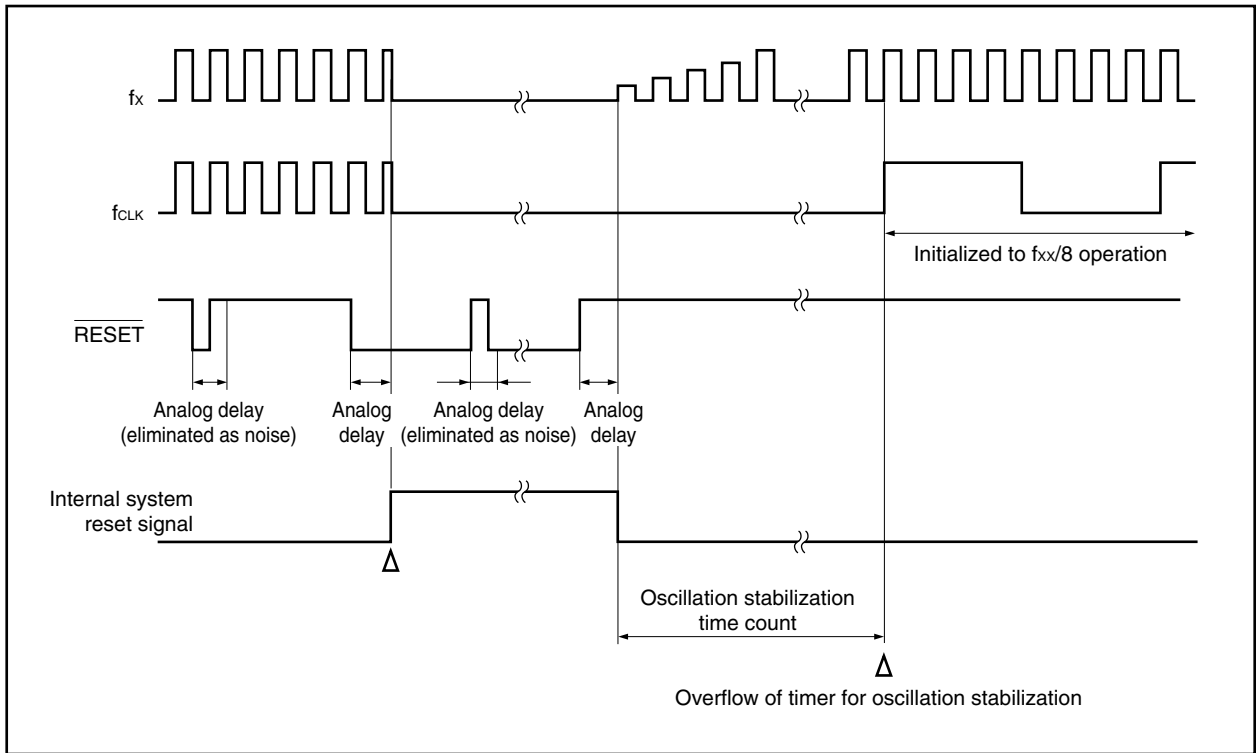 fX
fCLK
Initialized to fXX/8 operation
RESET
Analog delay
(eliminated as noise)
Analog
delay
Analog delay
(eliminated as noise)
Analog
delay
Internal system
reset signal
Oscillation stabilization
time count
Overflow of timer for oscillation stabilization